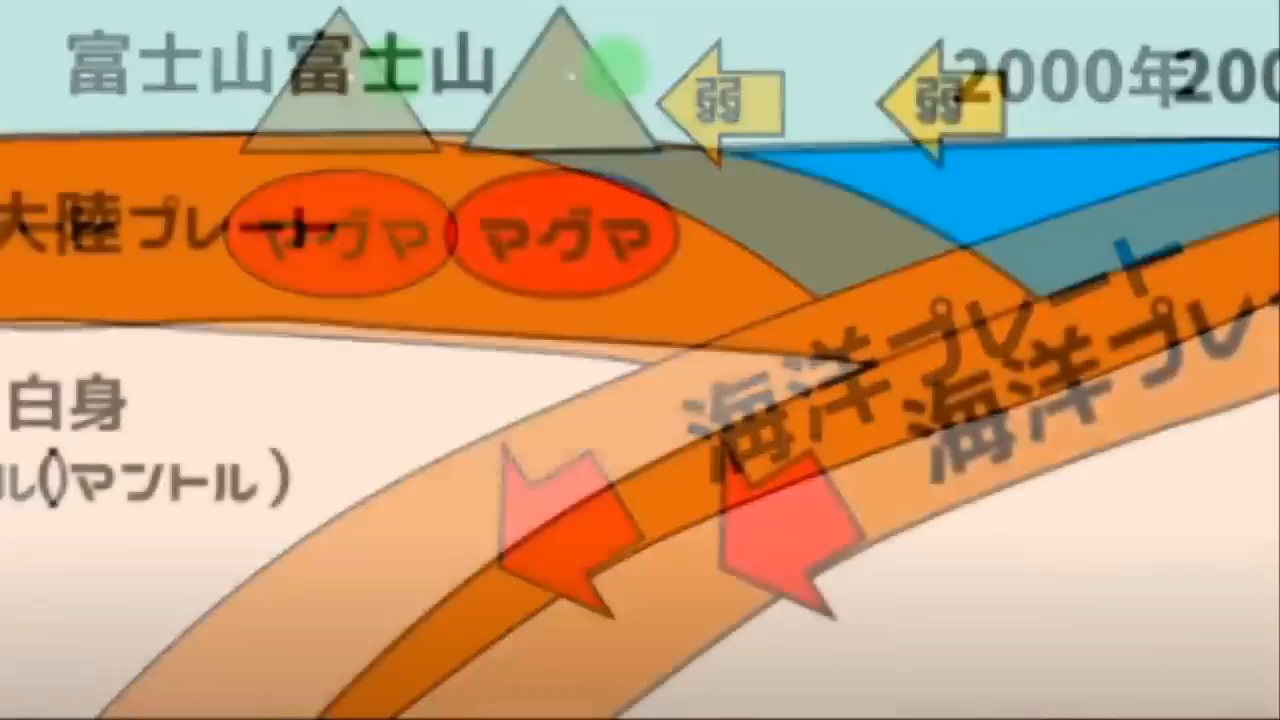 富士山富士山
弱
弱
2000年200
大陸プレート
マグマ
マグマ
海洋プレート
海洋プレ
白身
マントル）